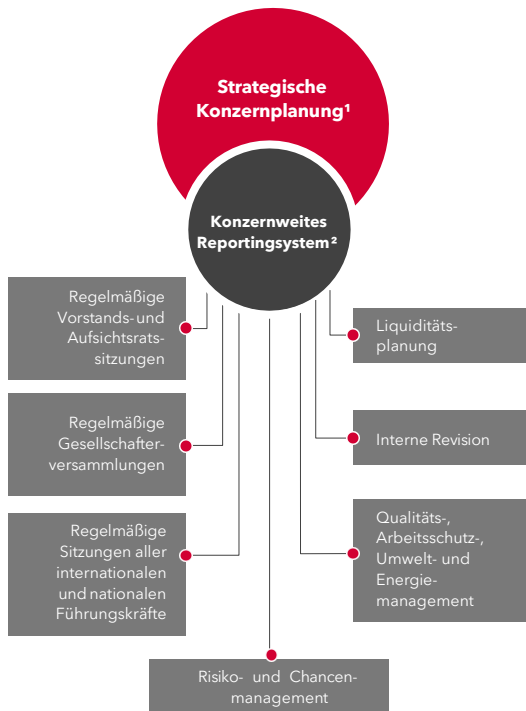 Strategische
Konzernplanung¹
Konzernweites
Reportingsystem²
Regelmäßige
Vorstands- und
Aufsichtsrats-
sitzungen
Regelmäßige
Gesellschafter-
versammlungen
Regelmäßige
Sitzungen aller
internationalen
und nationalen
Führungskräfte
Liquiditäts-
planung
Interne Revision
Qualitäts-,
Arbeitsschutz-,
Umwelt- und
Energie-
management
Risiko- und Chancen-
management